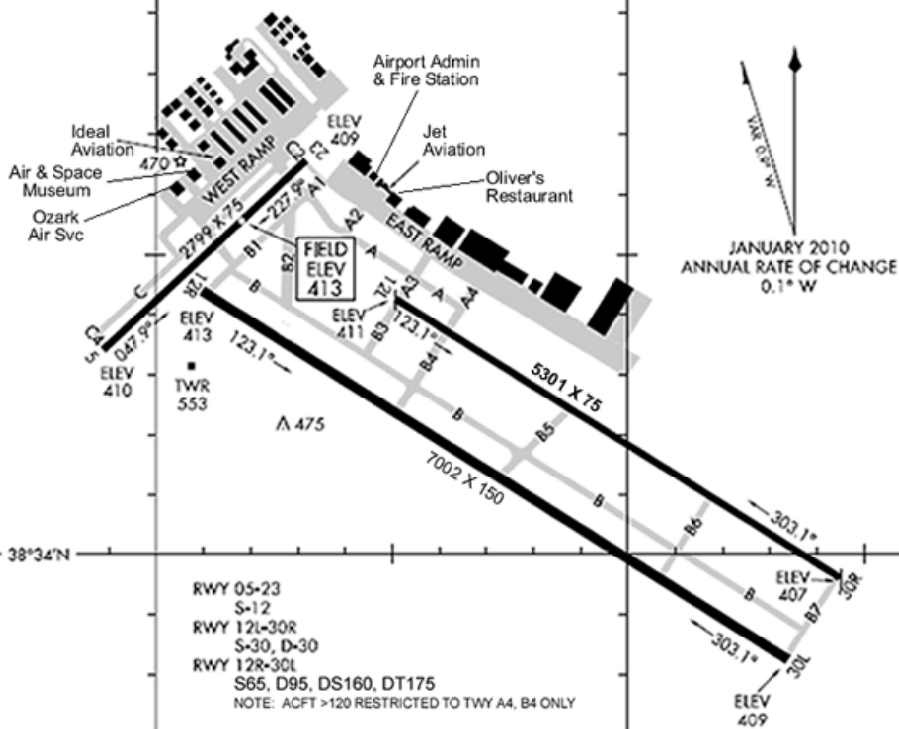 Airport Admin
& Fire Station
ELEV
409
Jet
Aviation
Ideal
Aviation
470
Air & Space
Museum
Oliver's
Restaurant
Ozark
Air Svc
WEST RAMP
EAST RAMP
C2
A1
A2
A
A3
A
A4
2799 X 75
227.9°
FIELD
ELEV
413
B1
B2
B
C
C4
5
047.9°
12R
ELEV
413
ELEV
410
TWR
553
475
123.1°
12L
ELEV
411
123.1°
B3
B4
5301 X 75
B
B5
7002 X 150
B
B6
303.1°
B
B7
ELEV
407
30R
303.1°
30L
ELEV
409
VAR 0.9° W
JANUARY 2010
ANNUAL RATE OF CHANGE
0.1° W
38°34'N
RWY 05-23
S-12
RWY 12L-30R
S-30, D-30
RWY 12R-30L
S65, D95, DS160, DT175
NOTE: ACFT >120 RESTRICTED TO TWY A4, B4 ONLY